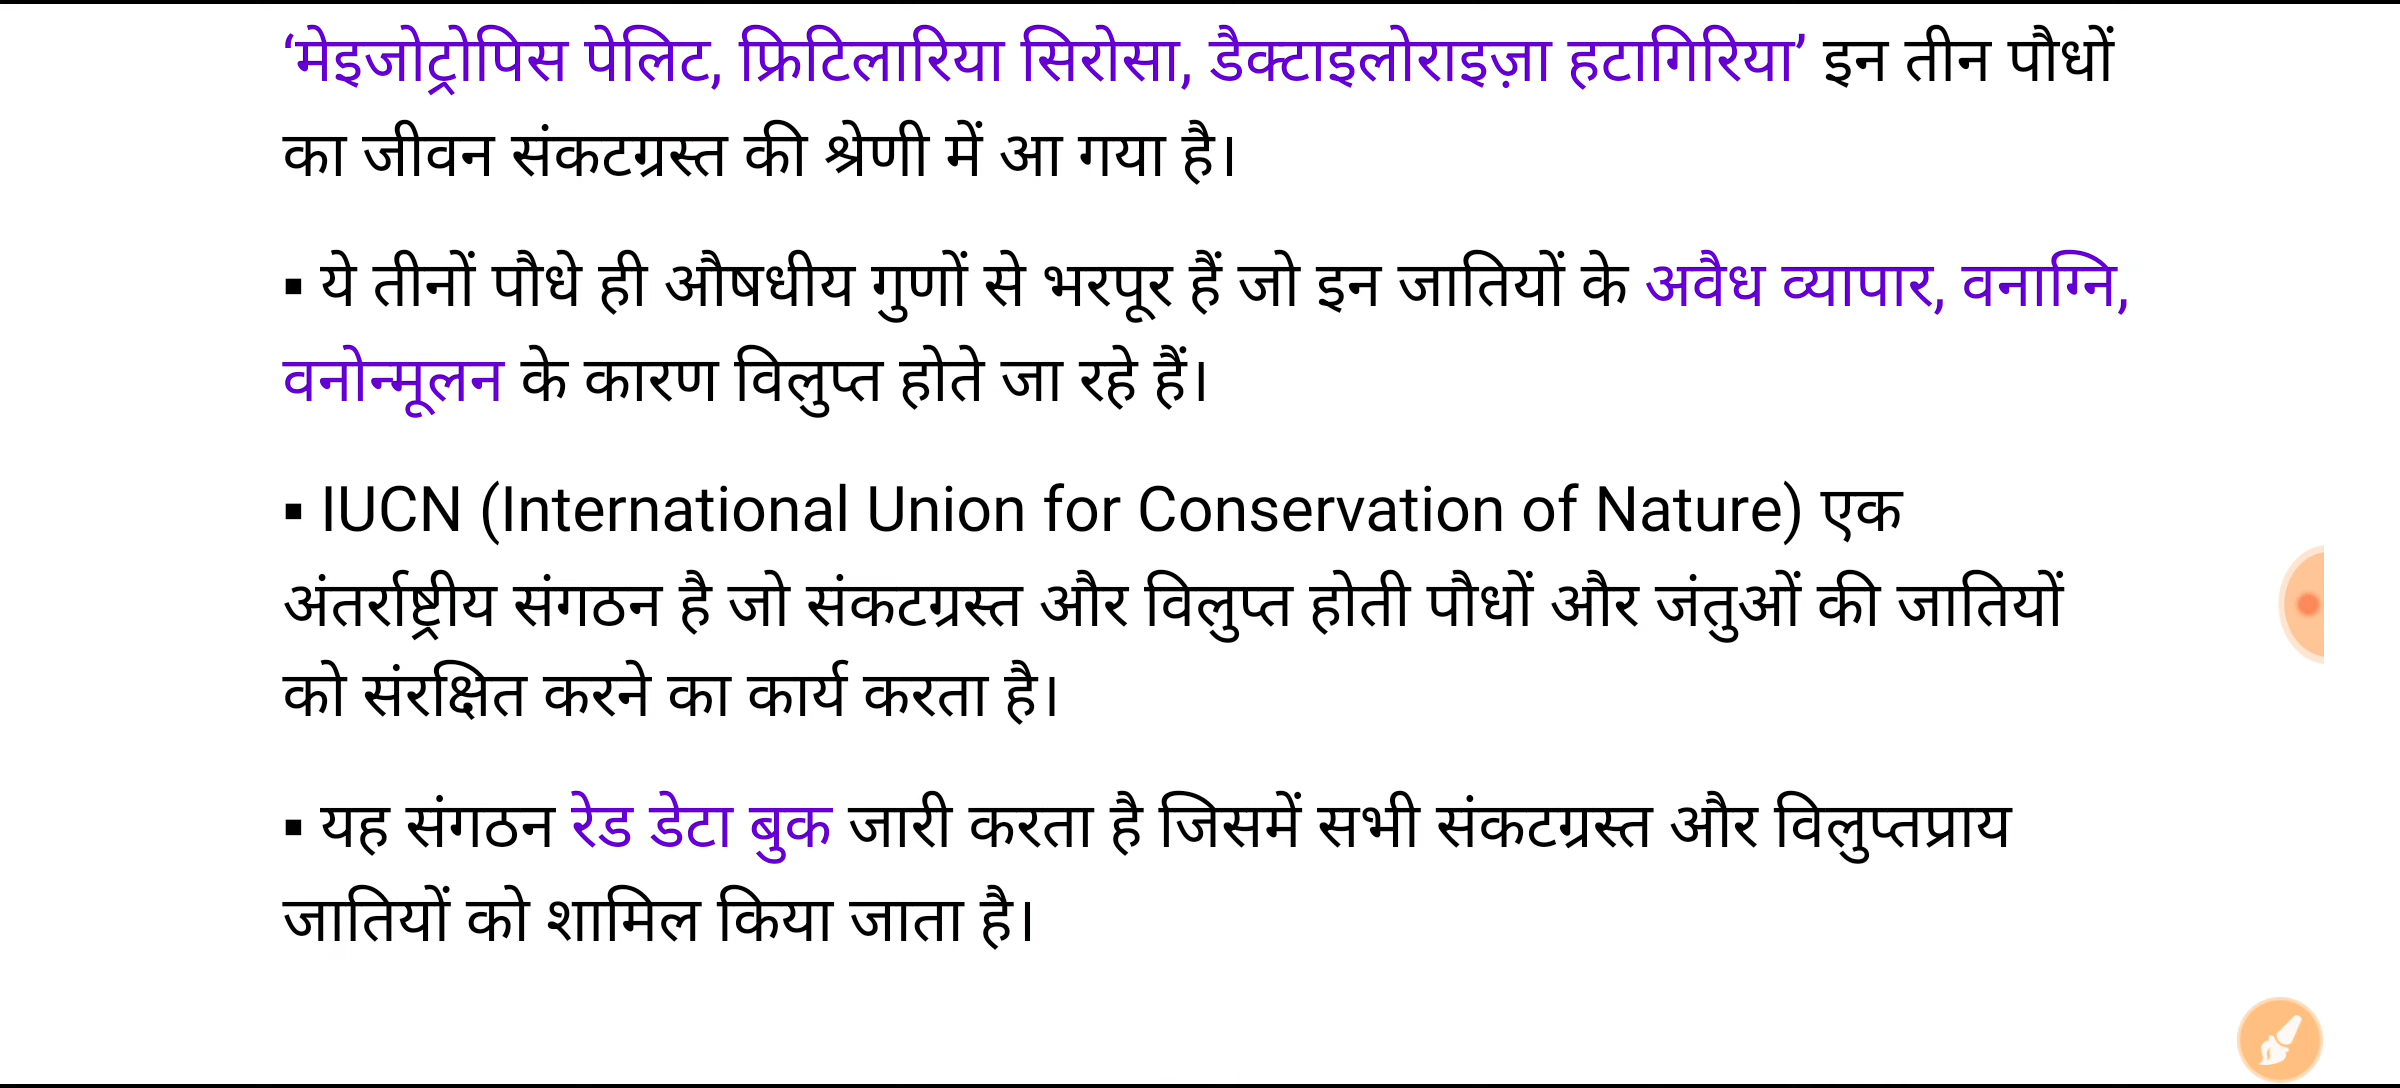 ‘मेइजोट्रोपिस पेलिट, फ्रिटिलारिया सिरोसा, डैक्टाइलोराइज़ा हटागिरिया’ इन तीन पौधों
का जीवन संकटग्रस्त की श्रेणी में आ गया है।
▪ ये तीनों पौधे ही औषधीय गुणों से भरपूर हैं जो इन जातियों के अवैध व्यापार, वनाग्नि,
वनोन्मूलन के कारण विलुप्त होते जा रहे हैं।
▪ IUCN (International Union for Conservation of Nature) एक
अंतर्राष्ट्रीय संगठन है जो संकटग्रस्त और विलुप्त होती पौधों और जंतुओं की जातियों
को संरक्षित करने का कार्य करता है।
▪ यह संगठन रेड डेटा बुक जारी करता है जिसमें सभी संकटग्रस्त और विलुप्तप्राय
जातियों को शामिल किया जाता है।